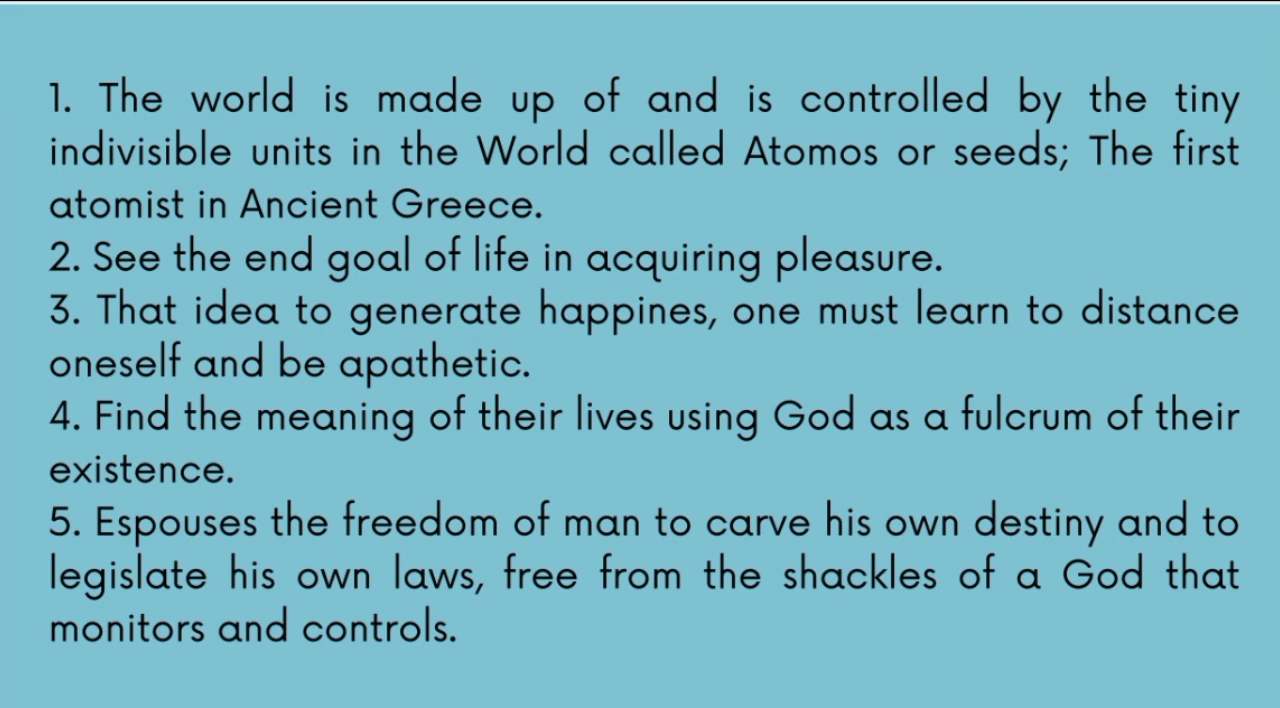 1. The world is made up of and is controlled by the tiny
indivisible units in the World called Atomos or seeds; The first
atomist in Ancient Greece.
2. See the end goal of life in acquiring pleasure.
3. That idea to generate happines, one must learn to distance
oneself and be apathetic.
4. Find the meaning of their lives using God as a fulcrum of their
existence.
5. Espouses the freedom of man to carve his own destiny and to
legislate his own laws, free from the shackles of a God that
monitors and controls.